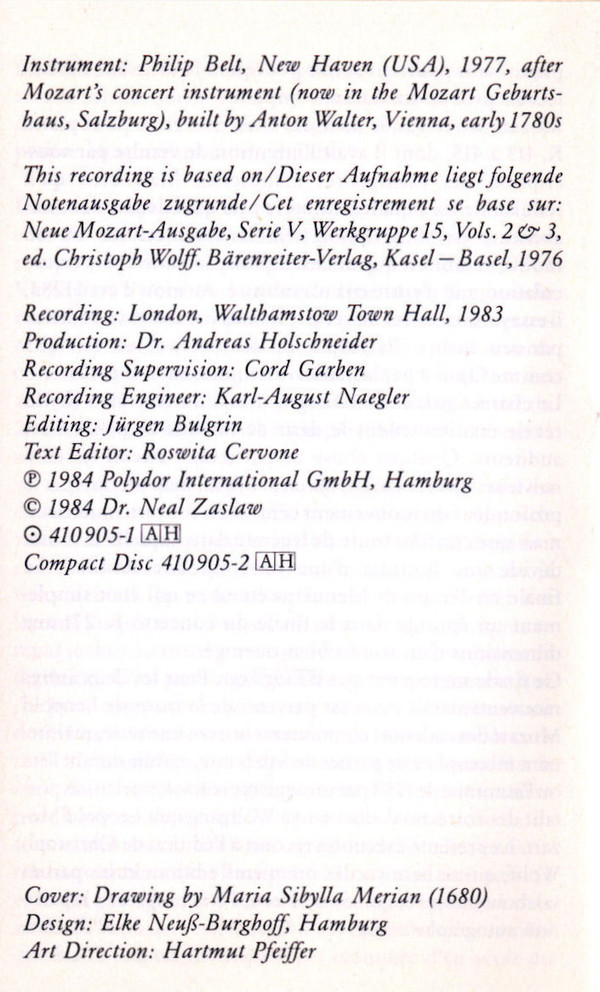 Instrument: Philip Belt, New Haven (USA), 1977, after
Mozart's concert instrument (now in the Mozart Geburts-
haus, Salzburg), built by Anton Walter, Vienna, early 1780s
This recording is based on/Dieser Aufnahme liegt folgende
Notenausgabe zugrunde/Cet enregistrement se base sur:
Neue Mozart-Ausgabe, Serie V, Werkgruppe 15, Vols. 2 & 3,
ed. Christoph Wolff. Bärenreiter-Verlag, Kasel – Basel, 1976
Recording: London, Walthamstow Town Hall, 1983
Production: Dr. Andreas Holschneider
Recording Supervision: Cord Garben
Recording Engineer: Karl-August Naegler
Editing: Jürgen Bulgrin
Text Editor: Roswita Cervone
℗ 1984 Polydor International GmbH, Hamburg
© 1984 Dr. Neal Zaslaw
⊙ 410 905-1 AH
Compact Disc 410 905-2 AH
Cover: Drawing by Maria Sibylla Merian (1680)
Design: Elke Neuß-Burghoff, Hamburg
Art Direction: Hartmut Pfeiffer